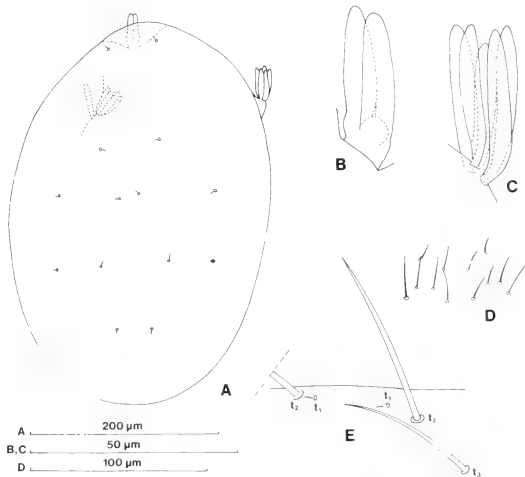 B
C
D
A
t₁
t₂
t₁
t₂
E
t₃
A 200 µm
B,C 50 µm
D 100 µm